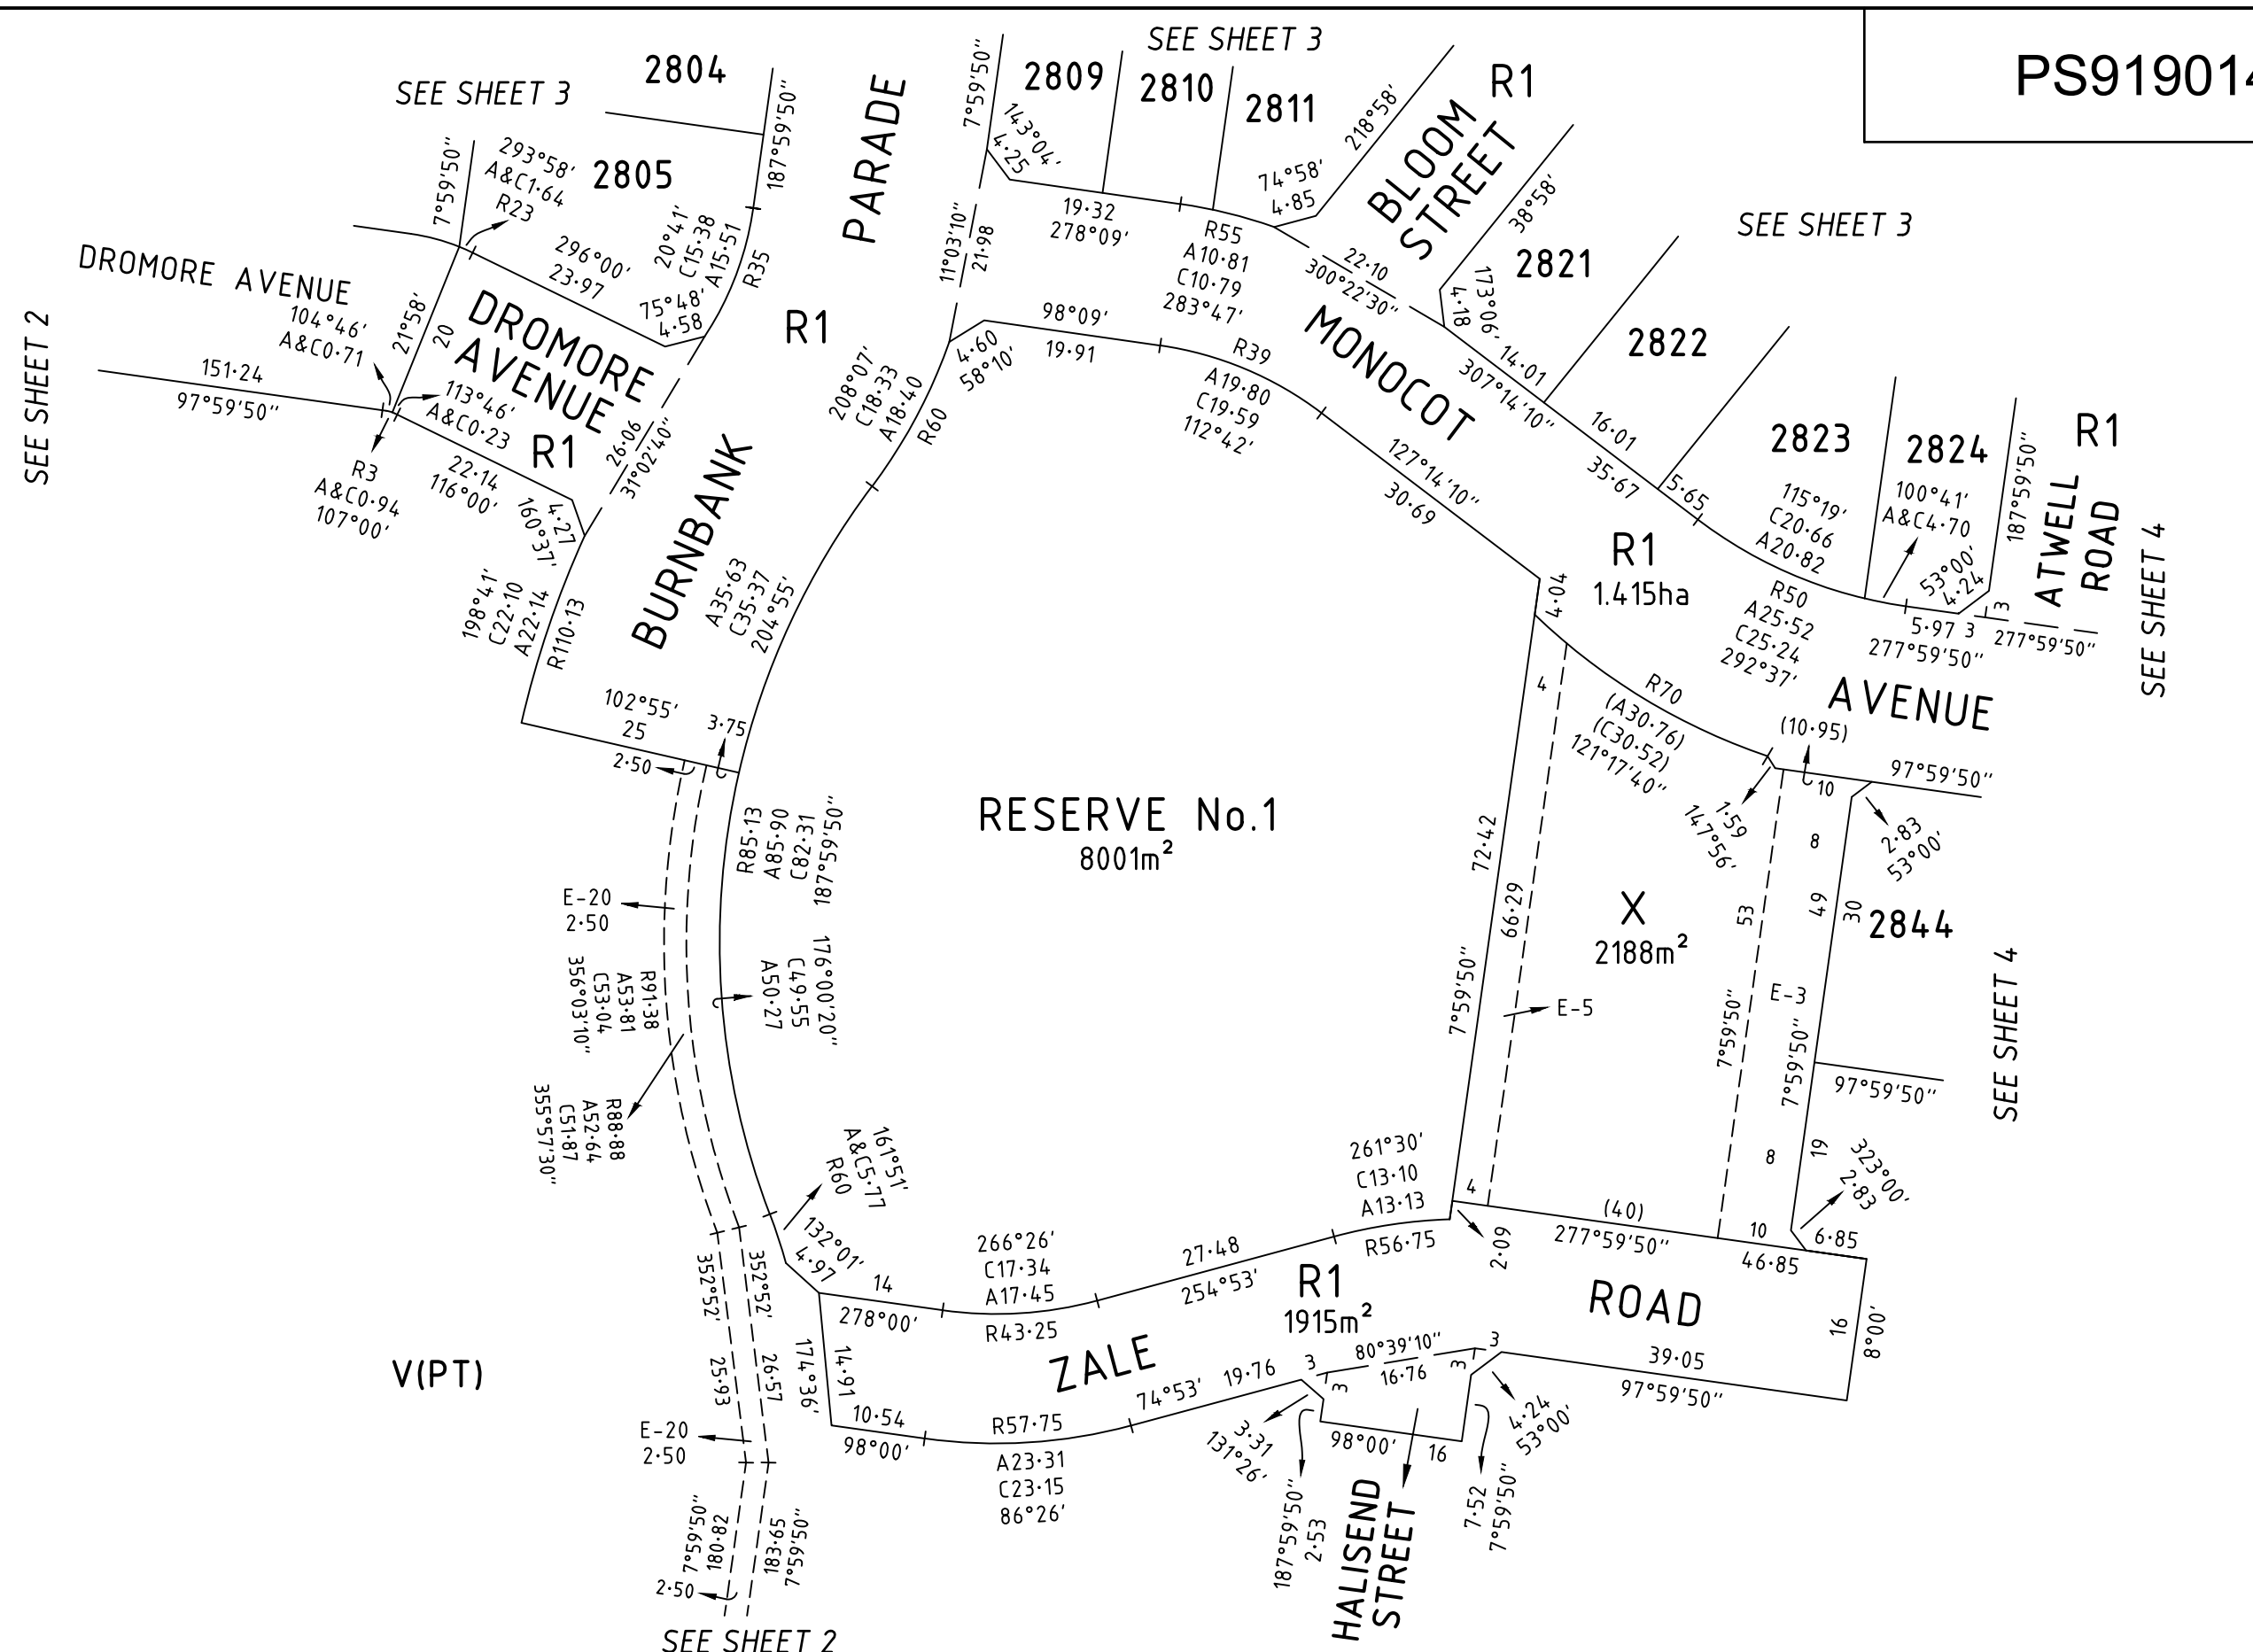 PS919014
SEE SHEET 3
SEE SHEET 3
SEE SHEET 3
2804
2805
187°59'50"
7°59'50"
293°58'
A&C1·64
R23
296°00'
23·97
20°41'
C15·38
A15·51
R35
75°48'
4·58
PARADE
R1
7°59'50"
2809
2810
2811
143°04'
4·25
19·32
278°09'
11°03'10"
21·98
R55
A10·81
C10·79
283°47'
74°58'
4·85
218°58'
BLOOM
STREET
R1
38°58'
22·10
300°22'30"
173°06'
4·18
2821
2822
2823
2824
14·01
307°14'10"
16·01
35·67
5·65
115°19'
C20·66
A20·82
100°41'
A&C4·70
R50
A25·52
C25·24
292°37'
53°00'
4·24
187°59'50"
R1
ATWELL
ROAD
SEE SHEET 4
3
3
5·97
277°59'50"
277°59'50"
SEE SHEET 2
DROMORE AVENUE
104°46'
A&C0·71
21°58'
20
151·24
97°59'50"
DROMORE
AVENUE
R1
113°46'
A&C0·23
R3
A&C0·94
107°00'
22·14
116°00'
4·27
160°37'
26·06
31°02'40"
BURNBANK
198°41'
C22·10
A22·14
R110·13
102°55'
25
3·75
2·50
208°07'
C18·33
A18·40
R60
4·60
58°10'
98°09'
19·91
R39
A19·80
C19·59
112°42'
MONOCOT
127°14'10"
30·69
R1
1.415ha
AVENUE
4·04
4
R70
(A30·76)
(C30·52)
121°17'40"
(10·95)
97°59'50"
10
1·59
147°56'
2·83
53°00'
A35·63
C35·37
204°55'
RESERVE No.1
8001m²
R85·13
A85·90
C82·31
187°59'50"
176°00'20"
C49·55
A50·27
E-20
2·50
R91·38
A53·81
C53·04
356°03'10"
R88·88
A52·64
C51·87
355°57'30"
72·42
7°59'50"
66·29
E-5
X
2188m²
53
7°59'50"
8
49
30
2844
E-3
7°59'50"
97°59'50"
SEE SHEET 4
8
19
323°00'
2·83
161°51'
A&C5·77
R60
132°01'
4·97
14
278°00'
266°26'
C17·34
A17·45
R43·25
27·48
254°53'
261°30'
C13·10
A13·13
R56·75
4
2·09
(40)
277°59'50"
10
6·85
46·85
R1
1915m²
ZALE
ROAD
16
8°00'
39·05
97°59'50"
352°52'
352°52'
25·93
26·57
174°36'
14·91
10·54
98°00'
R57·75
A23·31
C23·15
86°26'
74°53'
19·76
3
3
80°39'10"
16·76
3
3
3·31
131°26'
4·24
53°00'
98°00'
16
187°59'50"
2·53
7·52
7°59'50"
HALISEND
STREET
V(PT)
E-20
2·50
7°59'50"
180·82
183·65
7°59'50"
2·50
SEE SHEET 2